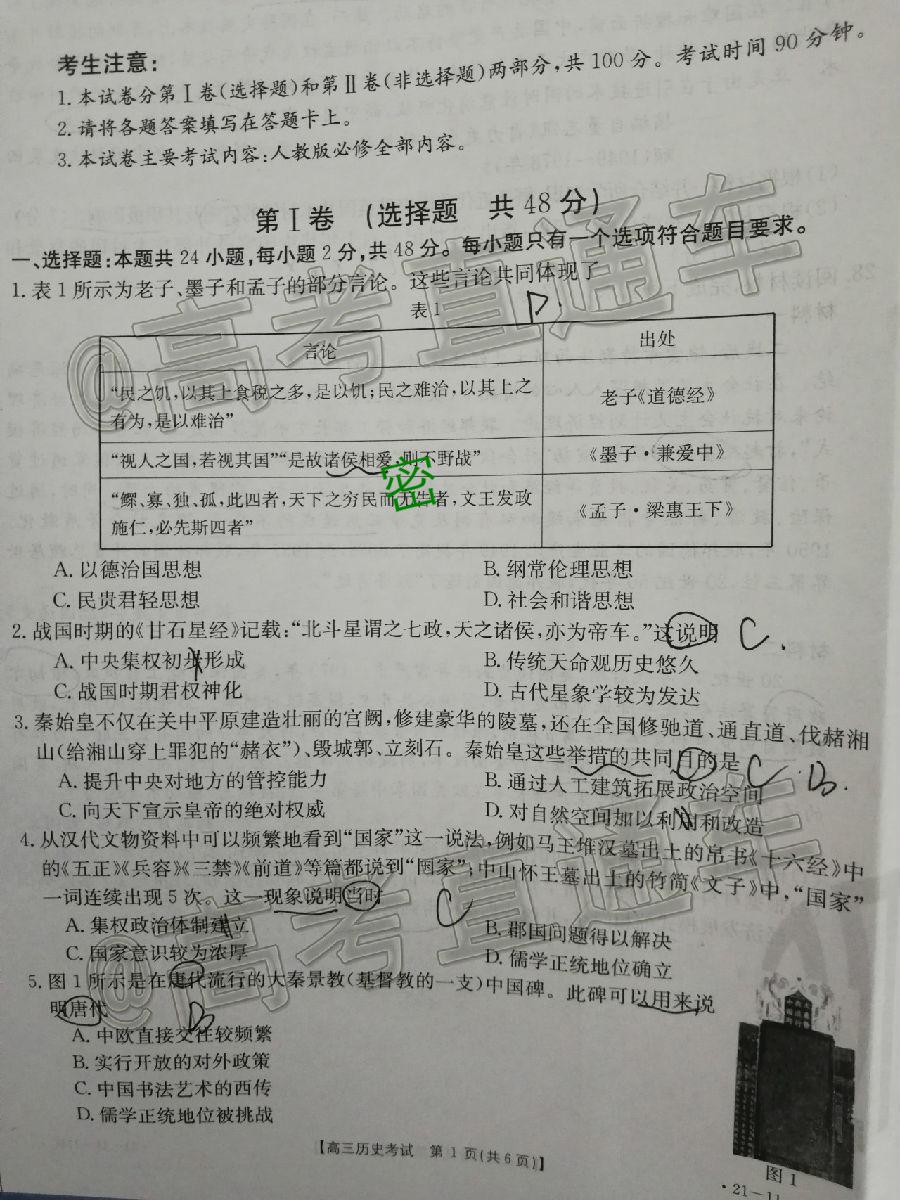 考生注意:
1.本试卷分第Ⅰ卷(选择题)和第Ⅱ卷(非选择题)两部分,共100分。考试时间90分钟。
2.请将各题答案填写在答题卡上。
3.本试卷主要考试内容:人教版必修全部内容。
第Ⅰ卷 (选择题 共48分)
一、选择题:本题共24小题,每小题2分,共48分。每小题只有一个选项符合题目要求。
1.表1所示为老子、墨子和孟子的部分言论。这些言论共同体现了
D.
表1
言论
出处
“民之饥,以其上食税之多,是以饥;民之难治,以其上之
有为,是以难治”
老子《道德经》
“视人之国,若视其国”“是故诸侯相爱,则不野战”
《墨子·兼爱中》
“鳏、寡、独、孤,此四者,天下之穷民而无告者,文王发政
施仁,必先斯四者”
《孟子·梁惠王下》
密
A.以德治国思想
B.纲常伦理思想
C.民贵君轻思想
D.社会和谐思想
2.战国时期的《甘石星经》记载:“北斗星谓之七政,天之诸侯,亦为帝车。”这说明 C.
A.中央集权初步形成
B.传统天命观历史悠久
C.战国时期君权神化
D.古代星象学较为发达
3.秦始皇不仅在关中平原建造壮丽的宫阙,修建豪华的陵墓,还在全国修驰道、通直道、伐赭湘
山(给湘山穿上罪犯的“赭衣”)、毁城郭、立刻石。秦始皇这些举措的共同目的是 C B.
A.提升中央对地方的管控能力
B.通过人工建筑拓展政治空间
C.向天下宣示皇帝的绝对权威
D.对自然空间加以利用和改造
4.从汉代文物资料中可以频繁地看到“国家”这一说法,例如马王堆汉墓出土的帛书《十六经》中
的《五正》《兵容》《三禁》《前道》等篇都说到“国家”;中山怀王墓出土的竹简《文子》中,“国家”
一词连续出现5次。这一现象说明当时 C
A.集权政治体制建立
B.郡国问题得以解决
C.国家意识较为浓厚
D.儒学正统地位确立
5.图1所示是在唐代流行的大秦景教(基督教的一支)中国碑。此碑可以用来说
明唐代
B
A.中欧直接交往较频繁
B.实行开放的对外政策
C.中国书法艺术的西传
D.儒学正统地位被挑战
图1
【高三历史考试 第1页(共6页)】
·21-11
@高考直通车
@高考直通车